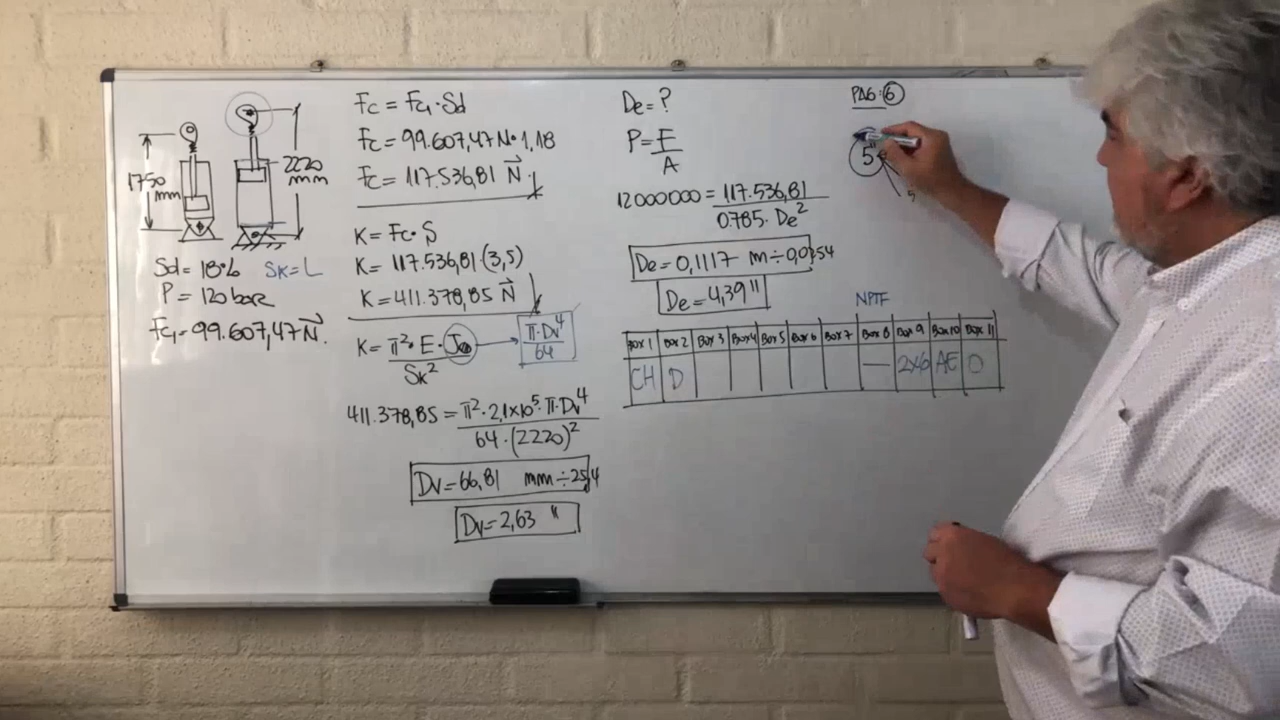 1750
mm
2220
mm
Sd = 18% SK = L
P = 120 bar
Fc1 = 99.607,47 N.
Fc = Fc1 · Sd
Fc = 99.607,47 N · 1,18
Fc = 117.536,81 N
K = Fc · S
K = 117.536,81 · (3,5)
K = 411.378,85 N
K = π² · E · J
SK²
π · Dv⁴
64
411.378,85 = π² · 2,1x10⁵ · π · Dv⁴
64 · (2220)²
Dv = 66,81 mm ÷ 25,4
Dv = 2,63 "
De = ?
P = F
A
12000000 = 117.536,81
0.785 · De²
De = 0,1117 m ÷ 0,0254
De = 4,39 "
PAG: 6
5"
5
NPTF
Box 1 Box 2 Box 3 Box 4 Box 5 Box 6 Box 7 Box 8 Box 9 Box 10 Box 11
CH D — AE